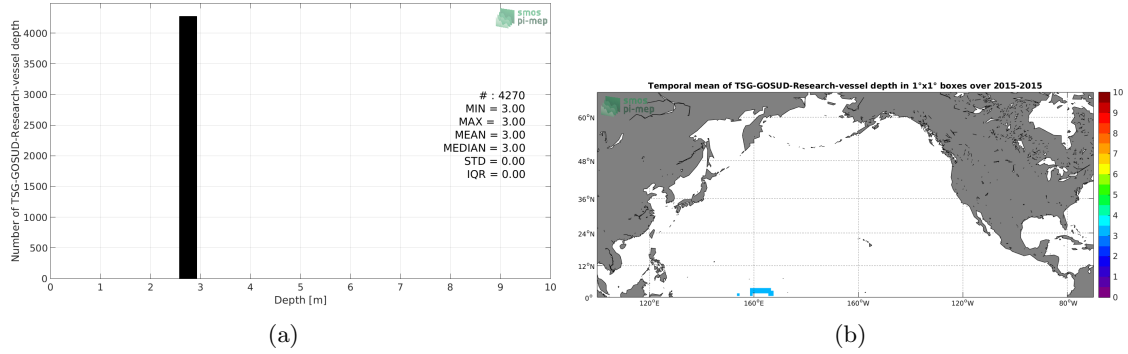 smos
pi-mep
4000
3500
3000
2500
2000
1500
1000
500
0
Number of TSG-GOSUD-Research-vessel depth
# : 4270
MIN = 3.00
MAX = 3.00
MEAN = 3.00
MEDIAN = 3.00
STD = 0.00
IQR = 0.00
0 1 2 3 4 5 6 7 8 9 10
Depth [m]
(a)
Temporal mean of TSG-GOSUD-Research-vessel depth in 1°x1° boxes over 2015-2015
smos
pi-mep
60°N
48°N
36°N
24°N
12°N
0°
120°E 160°E 160°W 120°W 80°W
10
9
8
7
6
5
4
3
2
1
0
(b)